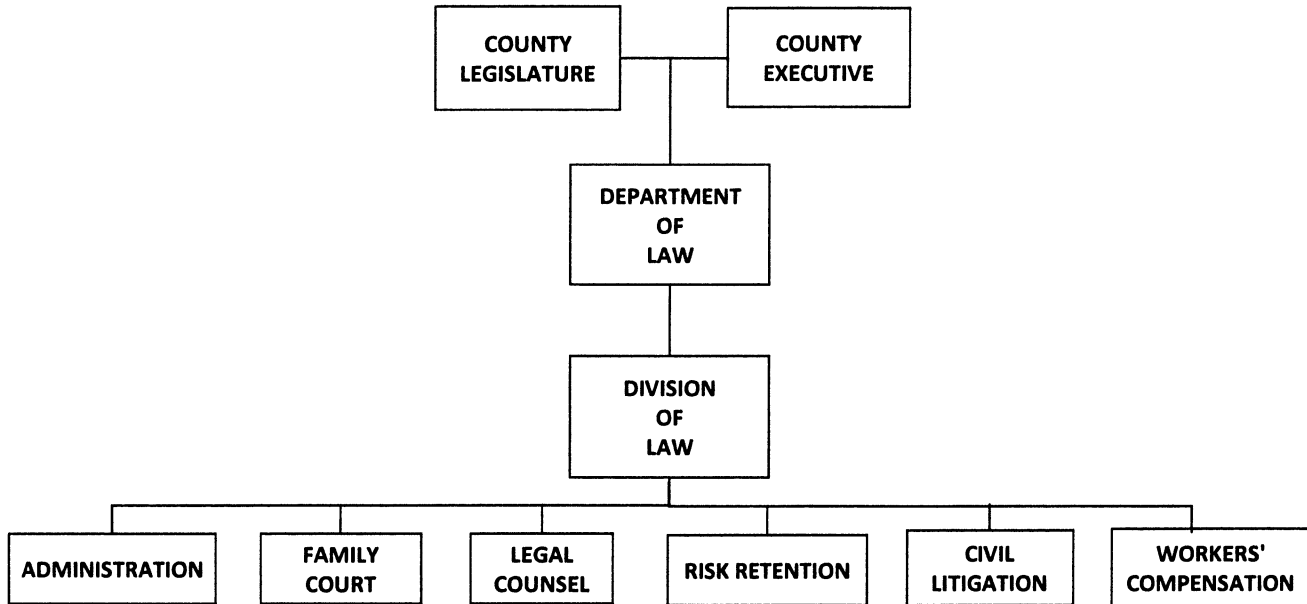 COUNTY
LEGISLATURE
COUNTY
EXECUTIVE
DEPARTMENT
OF
LAW
DIVISION
OF
LAW
ADMINISTRATION
FAMILY
COURT
LEGAL
COUNSEL
RISK RETENTION
CIVIL
LITIGATION
WORKERS'
COMPENSATION